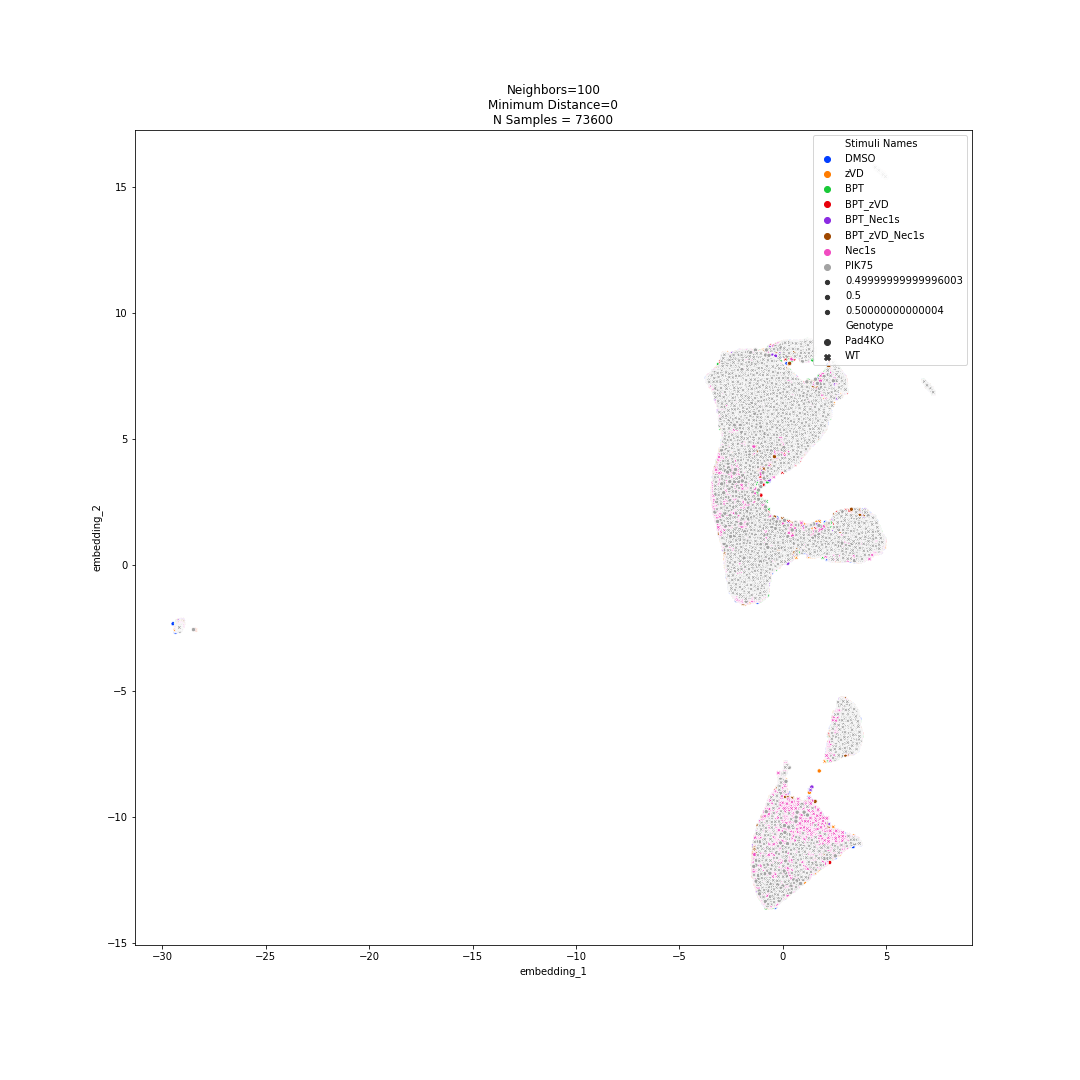 Neighbors=100
Minimum Distance=0
N Samples = 73600
Stimuli Names
DMSO
zVD
BPT
BPT_zVD
BPT_Nec1s
BPT_zVD_Nec1s
Nec1s
PIK75
0.49999999999996003
0.5
0.50000000000004
Genotype
Pad4KO
WT
15
10
5
0
−5
−10
−15
embedding_2
−30
−25
−20
−15
−10
−5
0
5
embedding_1